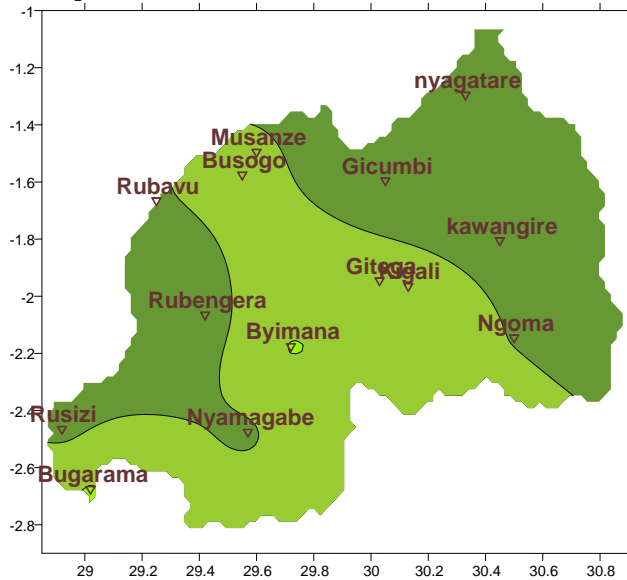 -1
-1.2
-1.4
-1.6
-1.8
-2
-2.2
-2.4
-2.6
-2.8
nyagatare
Musanze
Busogo
Gicumbi
Rubavu
kawangire
Gitega
Kigali
Rubengera
Ngoma
Byimana
Rusizi
Nyamagabe
Bugarama
29 29.2 29.4 29.6 29.8 30 30.2 30.4 30.6 30.8